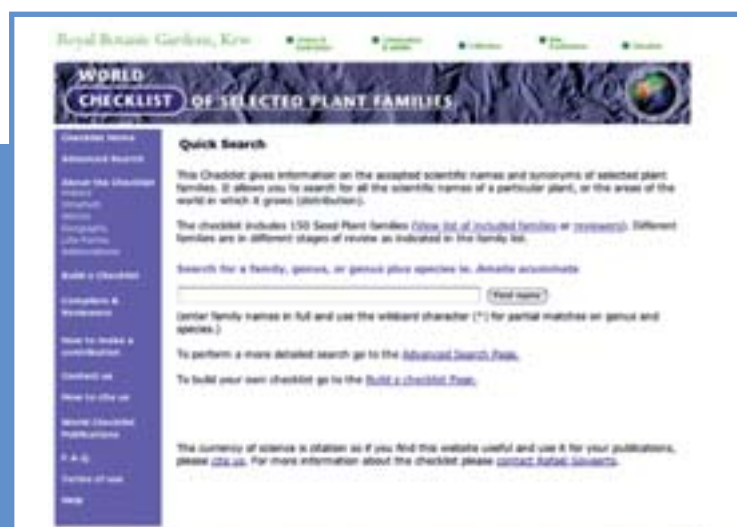 Royal Botanic Gardens, Kew
WORLD
CHECKLIST OF SELECTED PLANT FAMILIES
Checklist Home
Advanced Search
About the Checklist
History
Geography
Life-Forms
Abbreviations
Build a Checklist
Compilers &
Reviewers
How to make a
contribution
Contact us
How to cite us
World Checklist
Publications
F.A.Q.
Terms of use
Help
Quick Search
This Checklist gives information on the accepted scientific names and synonyms of selected plant
families. It allows you to search for all the scientific names of a particular plant, or the areas of the
world in which it grows (distribution).
The checklist includes 150 Seed Plant families (View list of included families or reviewers). Different
families are in different stages of review as indicated in the family list.
Search for a family, genus, or genus plus species ie. acuminata
Find name
(enter family names in full and use the wildcard character (*) for partial matches on genus and
species.)
To perform a more detailed search go to the Advanced Search Page.
To build your own checklist go to the Build a checklist Page.
The currency of science is citation so if you find this website useful and use it for your publications,
please cite us. For more information about the checklist please contact Rafael Govaerts.